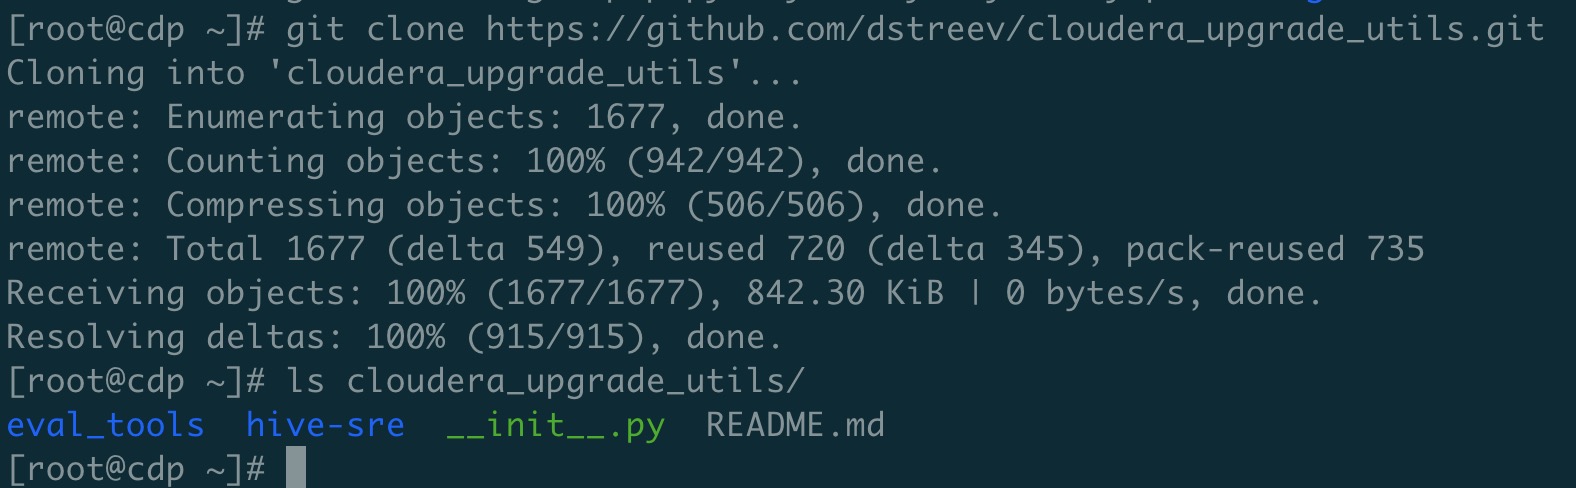 [root@cdp ~]# git clone https://github.com/dstreev/cloudera_upgrade_utils.git
Cloning into 'cloudera_upgrade_utils'...
remote: Enumerating objects: 1677, done.
remote: Counting objects: 100% (942/942), done.
remote: Compressing objects: 100% (506/506), done.
remote: Total 1677 (delta 549), reused 720 (delta 345), pack-reused 735
Receiving objects: 100% (1677/1677), 842.30 KiB | 0 bytes/s, done.
Resolving deltas: 100% (915/915), done.
[root@cdp ~]# ls cloudera_upgrade_utils/
eval_tools  hive-sre  __init__.py  README.md
[root@cdp ~]#